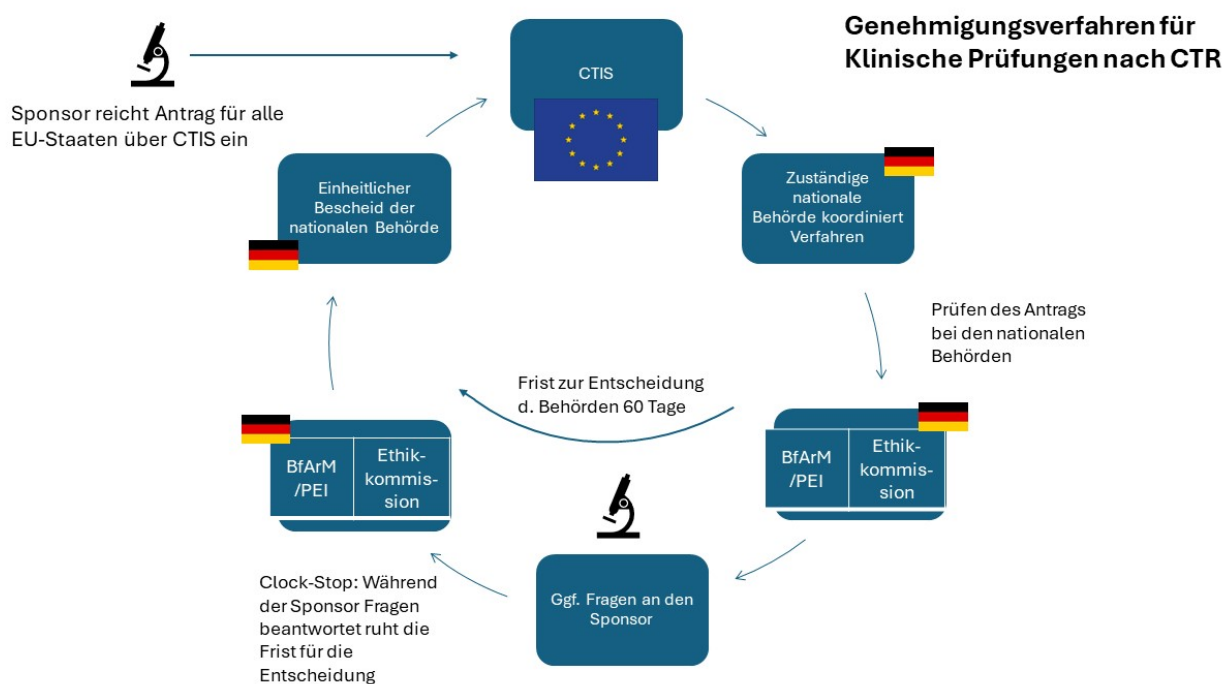 Genehmigungsverfahren für
Klinische Prüfungen nach CTR
Sponsor reicht Antrag für alle
EU-Staaten über CTIS ein
CTIS
Zuständige
nationale
Behörde koordiniert
Verfahren
Prüfen des Antrags
bei den nationalen
Behörden
BfArM
/PEI
Ethik-
kommis-
sion
Frist zur Entscheidung
d. Behörden 60 Tage
Ggf. Fragen an den
Sponsor
Clock-Stop: Während
der Sponsor Fragen
beantwortet ruht die
Frist für die
Entscheidung
BfArM
/PEI
Ethik-
kommis-
sion
Einheitlicher
Bescheid der
nationalen Behörde